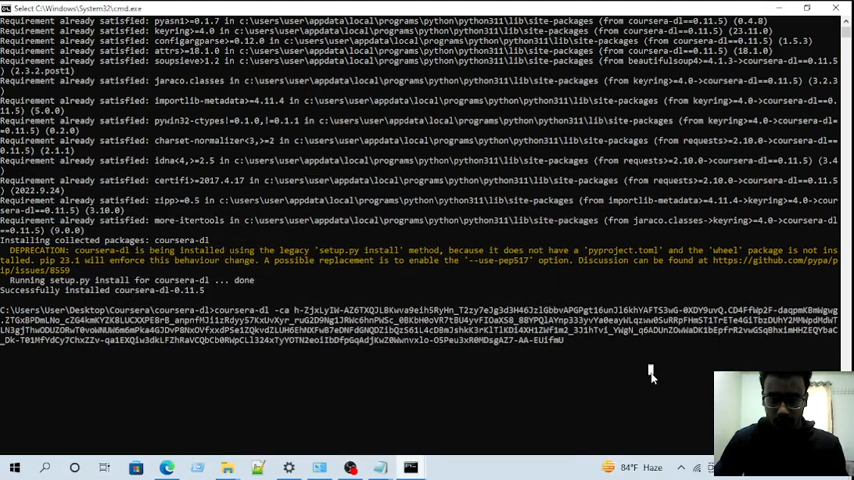 Select C:\Windows\System32\cmd.exe
Requirement already satisfied: pyasn1>=0.1.7 in c:\users\user\appdata\local\programs\python\python311\lib\site-packages (from coursera-dl==0.11.5) (0.4.8)
Requirement already satisfied: keyring>=4.0 in c:\users\user\appdata\local\programs\python\python311\lib\site-packages (from coursera-dl==0.11.5) (23.11.0)
Requirement already satisfied: configargparse>=0.12.0 in c:\users\user\appdata\local\programs\python\python311\lib\site-packages (from coursera-dl==0.11.5) (1.5.3)
Requirement already satisfied: attrs>=18.1.0 in c:\users\user\appdata\local\programs\python\python311\lib\site-packages (from coursera-dl==0.11.5) (18.1.0)
Requirement already satisfied: soupsieve>1.2 in c:\users\user\appdata\local\programs\python\python311\lib\site-packages (from beautifulsoup4>=4.1.3->coursera-dl==0.11.5
) (2.3.2.post1)
Requirement already satisfied: jaraco.classes in c:\users\user\appdata\local\programs\python\python311\lib\site-packages (from keyring>=4.0->coursera-dl==0.11.5) (3.2.3
)
Requirement already satisfied: importlib-metadata>=4.11.4 in c:\users\user\appdata\local\programs\python\python311\lib\site-packages (from keyring>=4.0->coursera-dl==0.
11.5) (5.0.0)
Requirement already satisfied: pywin32-ctypes!=0.1.0,!=0.1.1 in c:\users\user\appdata\local\programs\python\python311\lib\site-packages (from keyring>=4.0->coursera-dl=
=0.11.5) (0.2.0)
Requirement already satisfied: charset-normalizer<3,>=2 in c:\users\user\appdata\local\programs\python\python311\lib\site-packages (from requests>=2.10.0->coursera-dl==
0.11.5) (2.1.1)
Requirement already satisfied: idna<4,>=2.5 in c:\users\user\appdata\local\programs\python\python311\lib\site-packages (from requests>=2.10.0->coursera-dl==0.11.5) (3.4
)
Requirement already satisfied: certifi>=2017.4.17 in c:\users\user\appdata\local\programs\python\python311\lib\site-packages (from requests>=2.10.0->coursera-dl==0.11.5
) (2022.9.24)
Requirement already satisfied: zipp>=0.5 in c:\users\user\appdata\local\programs\python\python311\lib\site-packages (from importlib-metadata>=4.11.4->keyring>=4.0->cour
sera-dl==0.11.5) (3.10.0)
Requirement already satisfied: more-itertools in c:\users\user\appdata\local\programs\python\python311\lib\site-packages (from jaraco.classes->keyring>=4.0->coursera-dl
==0.11.5) (9.0.0)
Installing collected packages: coursera-dl
DEPRECATION: coursera-dl is being installed using the legacy 'setup.py install' method, because it does not have a 'pyproject.toml' and the 'wheel' package is not ins
talled. pip 23.1 will enforce this behaviour change. A possible replacement is to enable the '--use-pep517' option. Discussion can be found at https://github.com/pypa/p
ip/issues/8559
Running setup.py install for coursera-dl ... done
Successfully installed coursera-dl-0.11.5
C:\Users\User\Desktop\Coursera\coursera-dl>coursera-dl -ca
84°F Haze